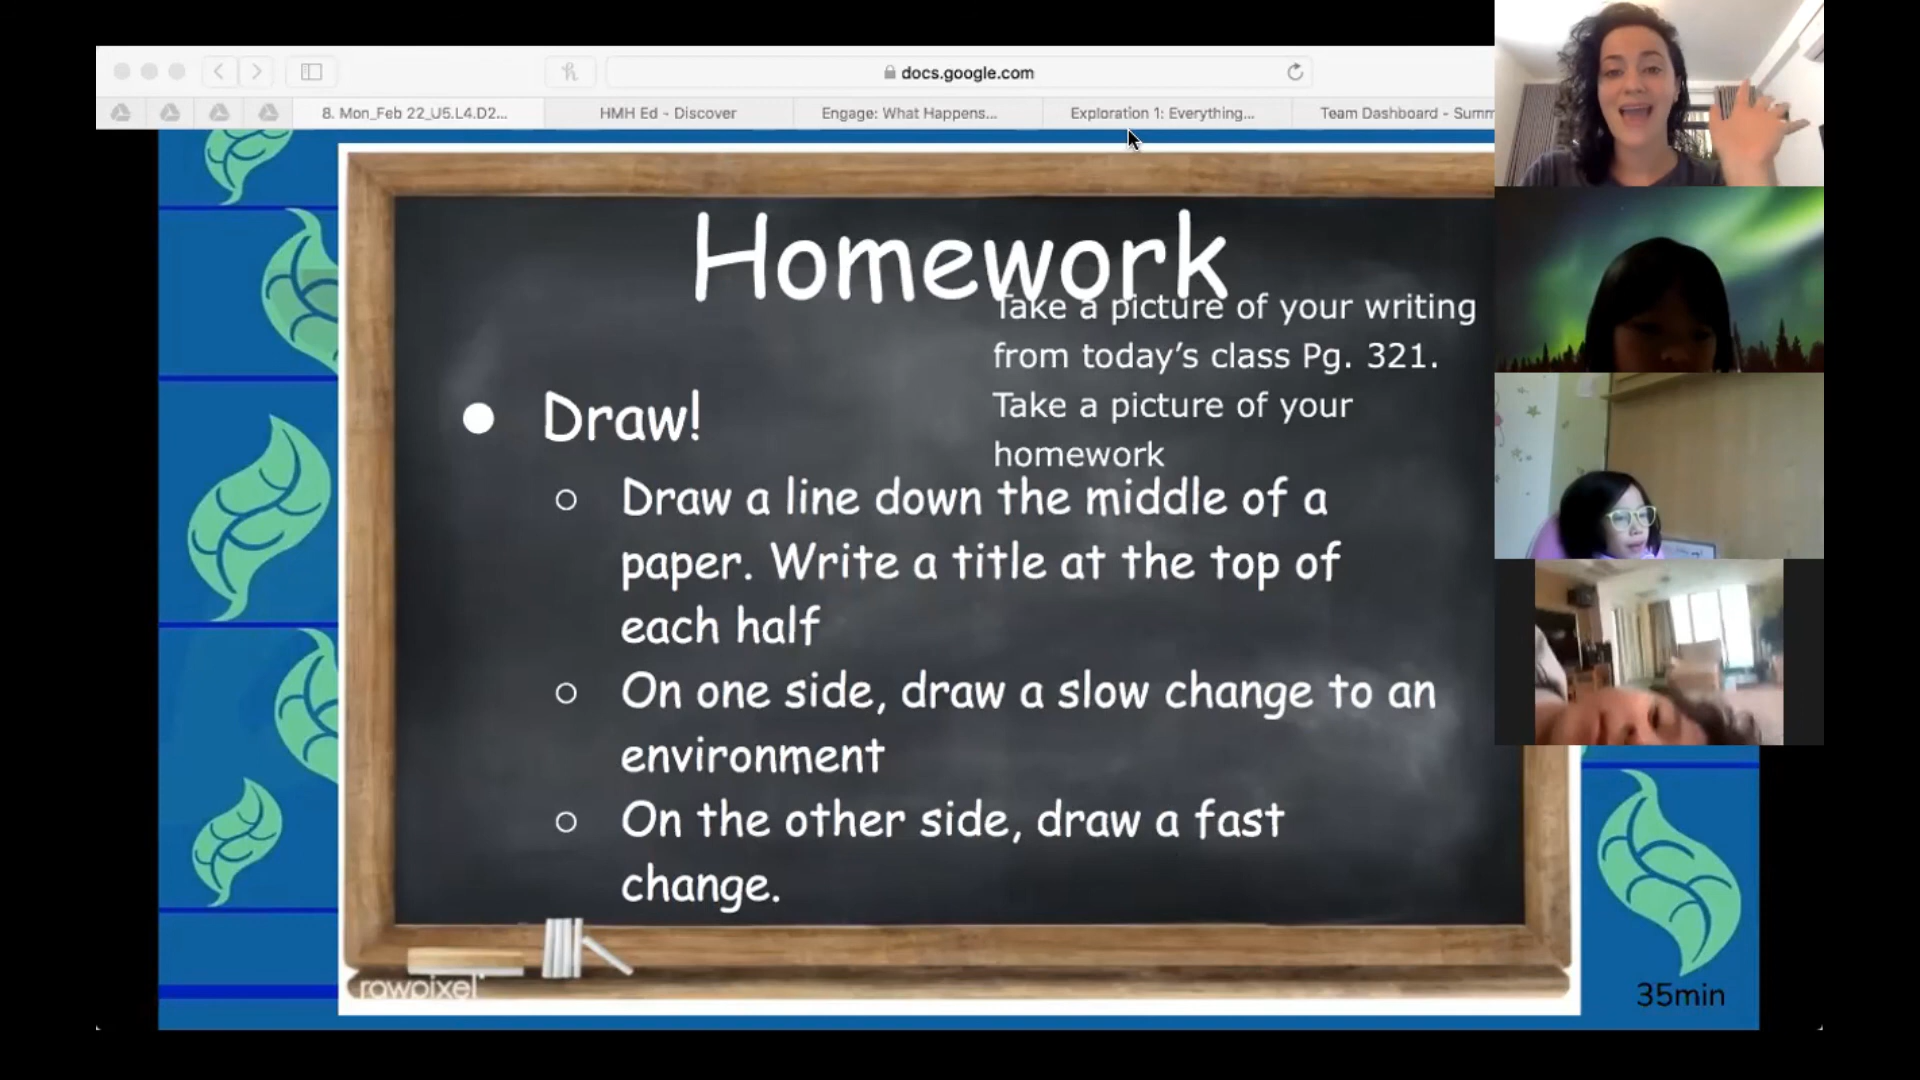 docs.google.com
8. Mon_Feb 22_U5.L4.D2...
HMH Ed - Discover
Engage: What Happens...
Exploration 1: Everything...
Team Dashboard - Summ
Homework
Take a picture of your writing
from today's class Pg. 321.
Take a picture of your
homework
Draw!
Draw a line down the middle of a
paper. Write a title at the top of
each half
On one side, draw a slow change to an
environment
On the other side, draw a fast
change.
rawpixel
35min